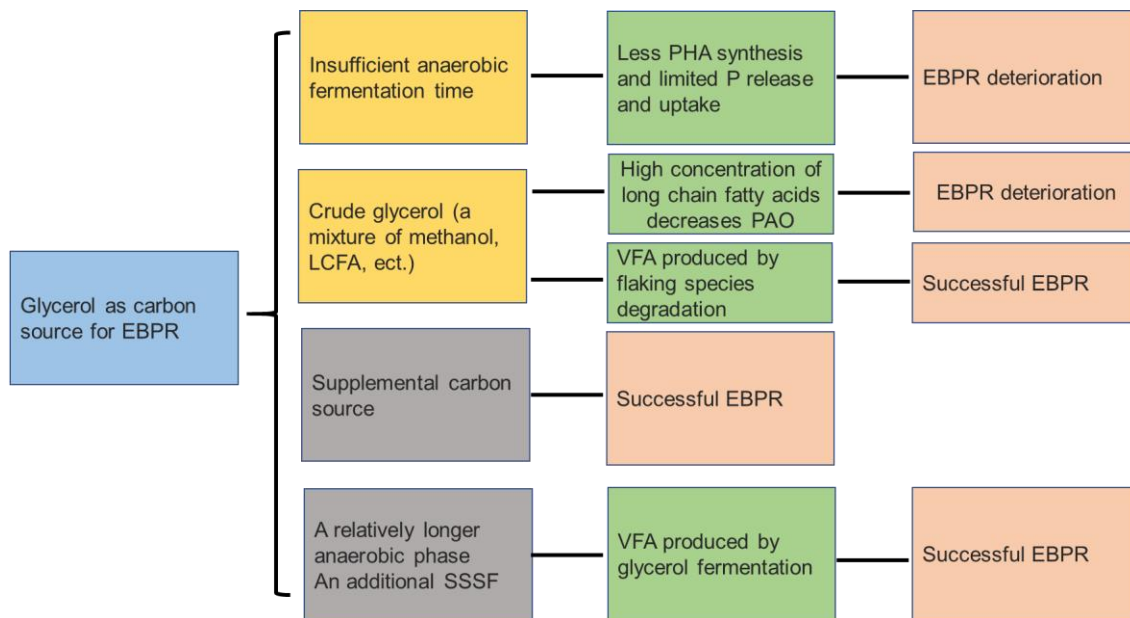 Glycerol as carbon
source for EBPR
Insufficient anaerobic
fermentation time
Less PHA synthesis
and limited P release
and uptake
EBPR deterioration
Crude glycerol (a
mixture of methanol,
LCFA, ect.)
High concentration of
long chain fatty acids
decreases PAO
EBPR deterioration
VFA produced by
flaking species
degradation
Successful EBPR
Supplemental carbon
source
Successful EBPR
A relatively longer
anaerobic phase
An additional SSSF
VFA produced by
glycerol fermentation
Successful EBPR